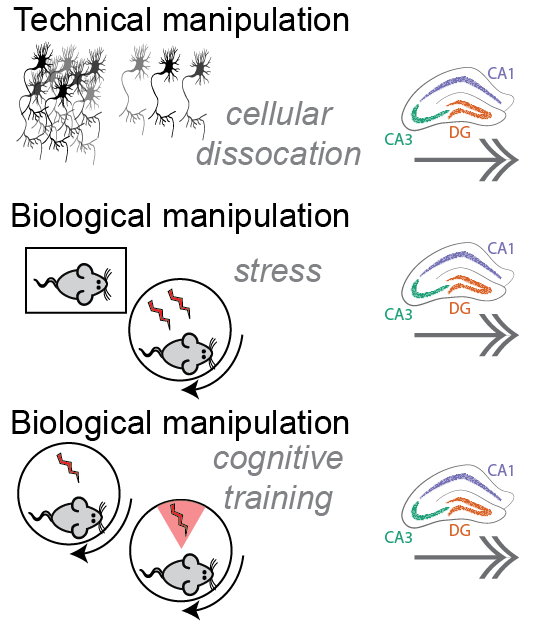 Technical manipulation
cellular
dissocation
CA1
CA3
DG
Biological manipulation
stress
CA1
CA3
DG
Biological manipulation
cognitive
training
CA1
CA3
DG